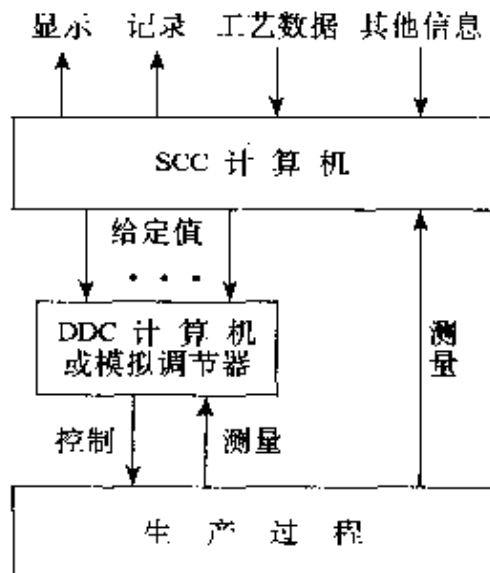 显示 记录 工艺数据 其他信息
SCC 计算机
给定值
• • •
DDC 计算机
或模拟调节器
测量
控制 测量
生产过程